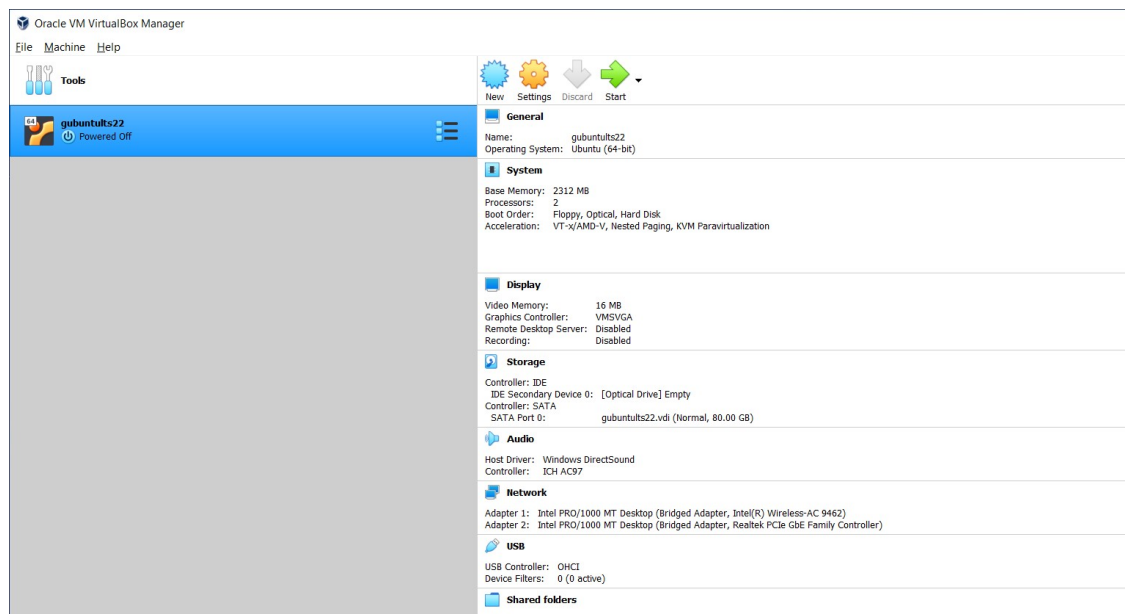 Oracle VM VirtualBox Manager
File Machine Help
Tools
New Settings Discard Start
64
gubuntults22
Powered Off
General
Name: gubuntults22
Operating System: Ubuntu (64-bit)
System
Base Memory: 2312 MB
Processors: 2
Boot Order: Floppy, Optical, Hard Disk
Acceleration: VT-x/AMD-V, Nested Paging, KVM Paravirtualization
Display
Video Memory: 16 MB
Graphics Controller: VMSVGA
Remote Desktop Server: Disabled
Recording: Disabled
Storage
Controller: IDE
IDE Secondary Device 0: [Optical Drive] Empty
Controller: SATA
SATA Port 0: gubuntults22.vdi (Normal, 80.00 GB)
Audio
Host Driver: Windows DirectSound
Controller: ICH AC97
Network
Adapter 1: Intel PRO/1000 MT Desktop (Bridged Adapter, Intel(R) Wireless-AC 9462)
Adapter 2: Intel PRO/1000 MT Desktop (Bridged Adapter, Realtek PCIe GbE Family Controller)
USB
USB Controller: OHCI
Device Filters: 0 (0 active)
Shared folders